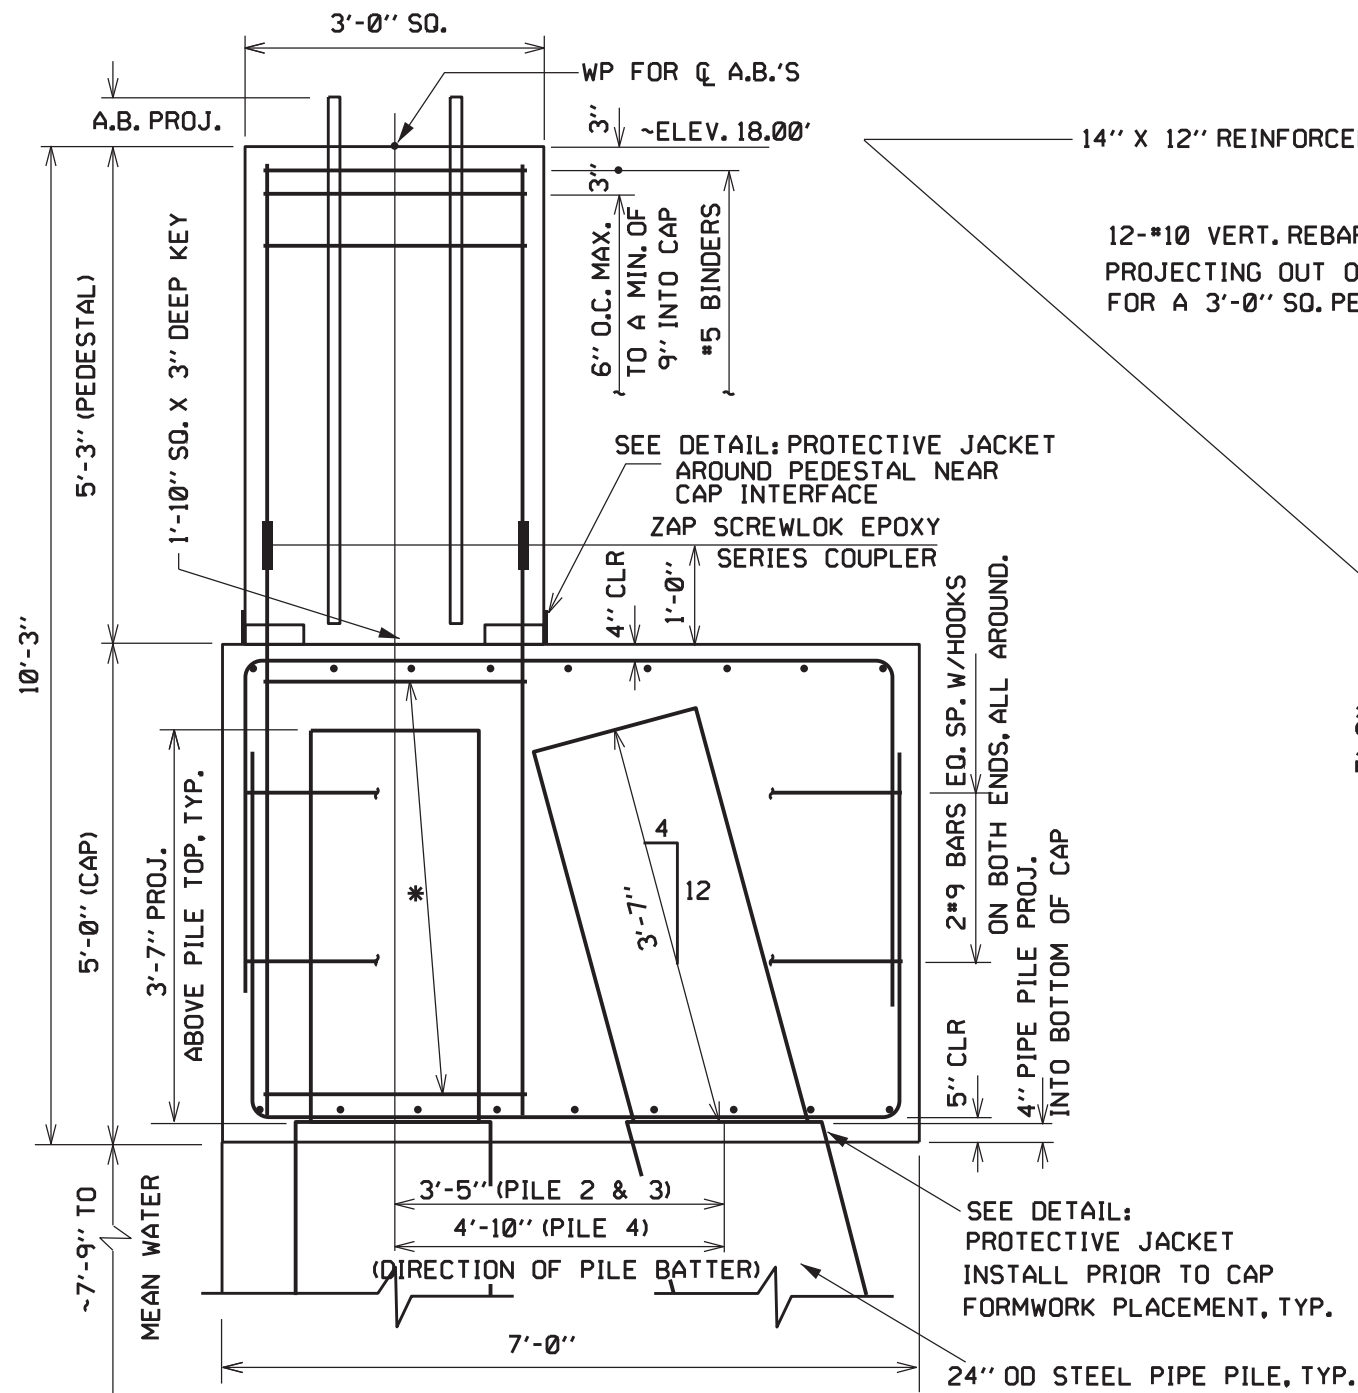 3'-0" SQ.
WP FOR ℄ A.B.'S
A.B. PROJ.
3"
~ELEV. 18.00'
14" X 12" REINFORCE
3"
12-#10 VERT. REBAR
PROJECTING OUT O
FOR A 3'-0" SQ. PE
5'-3" (PEDESTAL)
1'-10" SQ. X 3" DEEP KEY
6" O.C. MAX.
TO A MIN. OF
9" INTO CAP
#5 BINDERS
SEE DETAIL: PROTECTIVE JACKET
AROUND PEDESTAL NEAR
CAP INTERFACE
ZAP SCREWLOK EPOXY
SERIES COUPLER
4" CLR
1'-0"
10'-3"
5'-0" (CAP)
3'-7" PROJ.
ABOVE PILE TOP, TYP.
*
4
12
3'-7"
2#9 BARS EQ. SP. W/HOOKS
ON BOTH ENDS, ALL AROUND.
5" CLR
4" PIPE PILE PROJ.
INTO BOTTOM OF CAP
~7'-9" TO
MEAN WATER
3'-5" (PILE 2 & 3)
4'-10" (PILE 4)
(DIRECTION OF PILE BATTER)
SEE DETAIL:
PROTECTIVE JACKET
INSTALL PRIOR TO CAP
FORMWORK PLACEMENT, TYP.
7'-0"
24" OD STEEL PIPE PILE, TYP.